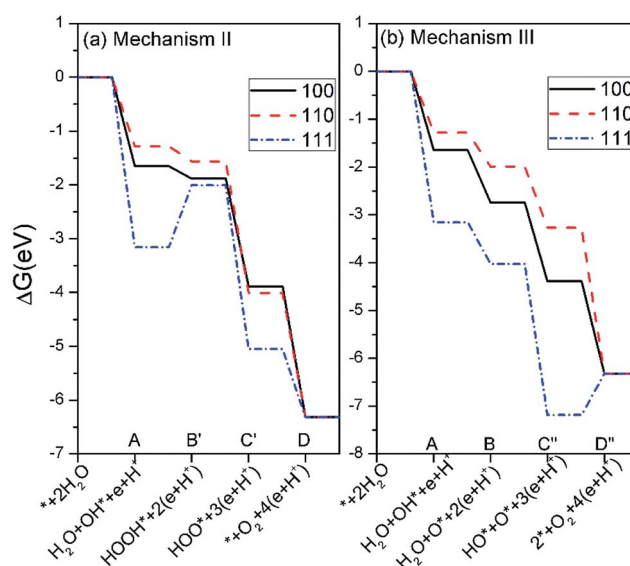 (a) Mechanism II
(b) Mechanism III
ΔG(eV)
1
0
-1
-2
-3
-4
-5
-6
-7
100
110
111
A
B'
C'
D
*+2H₂O
H₂O+OH*+e+H⁺
HOOH*+2(e+H⁺)
HOO*+3(e+H⁺)
*+O₂+4(e+H⁺)
1
0
-1
-2
-3
-4
-5
-6
-7
-8
100
110
111
A
B
C"
D"
*+2H₂O
H₂O+OH*+e+H⁺
H₂O+O*+2(e+H⁺)
HO*+O*+3(e+H⁺)
2*+O₂+4(e+H⁺)